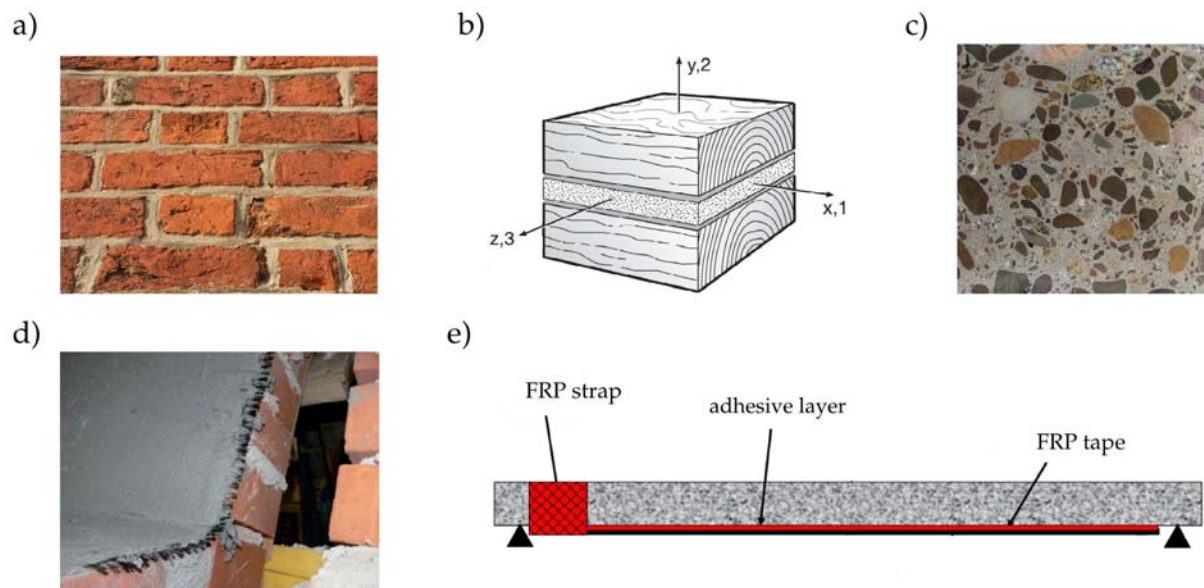 a)
b)
y,2
x,1
z,3
c)
d)
e)
FRP strap
adhesive layer
FRP tape